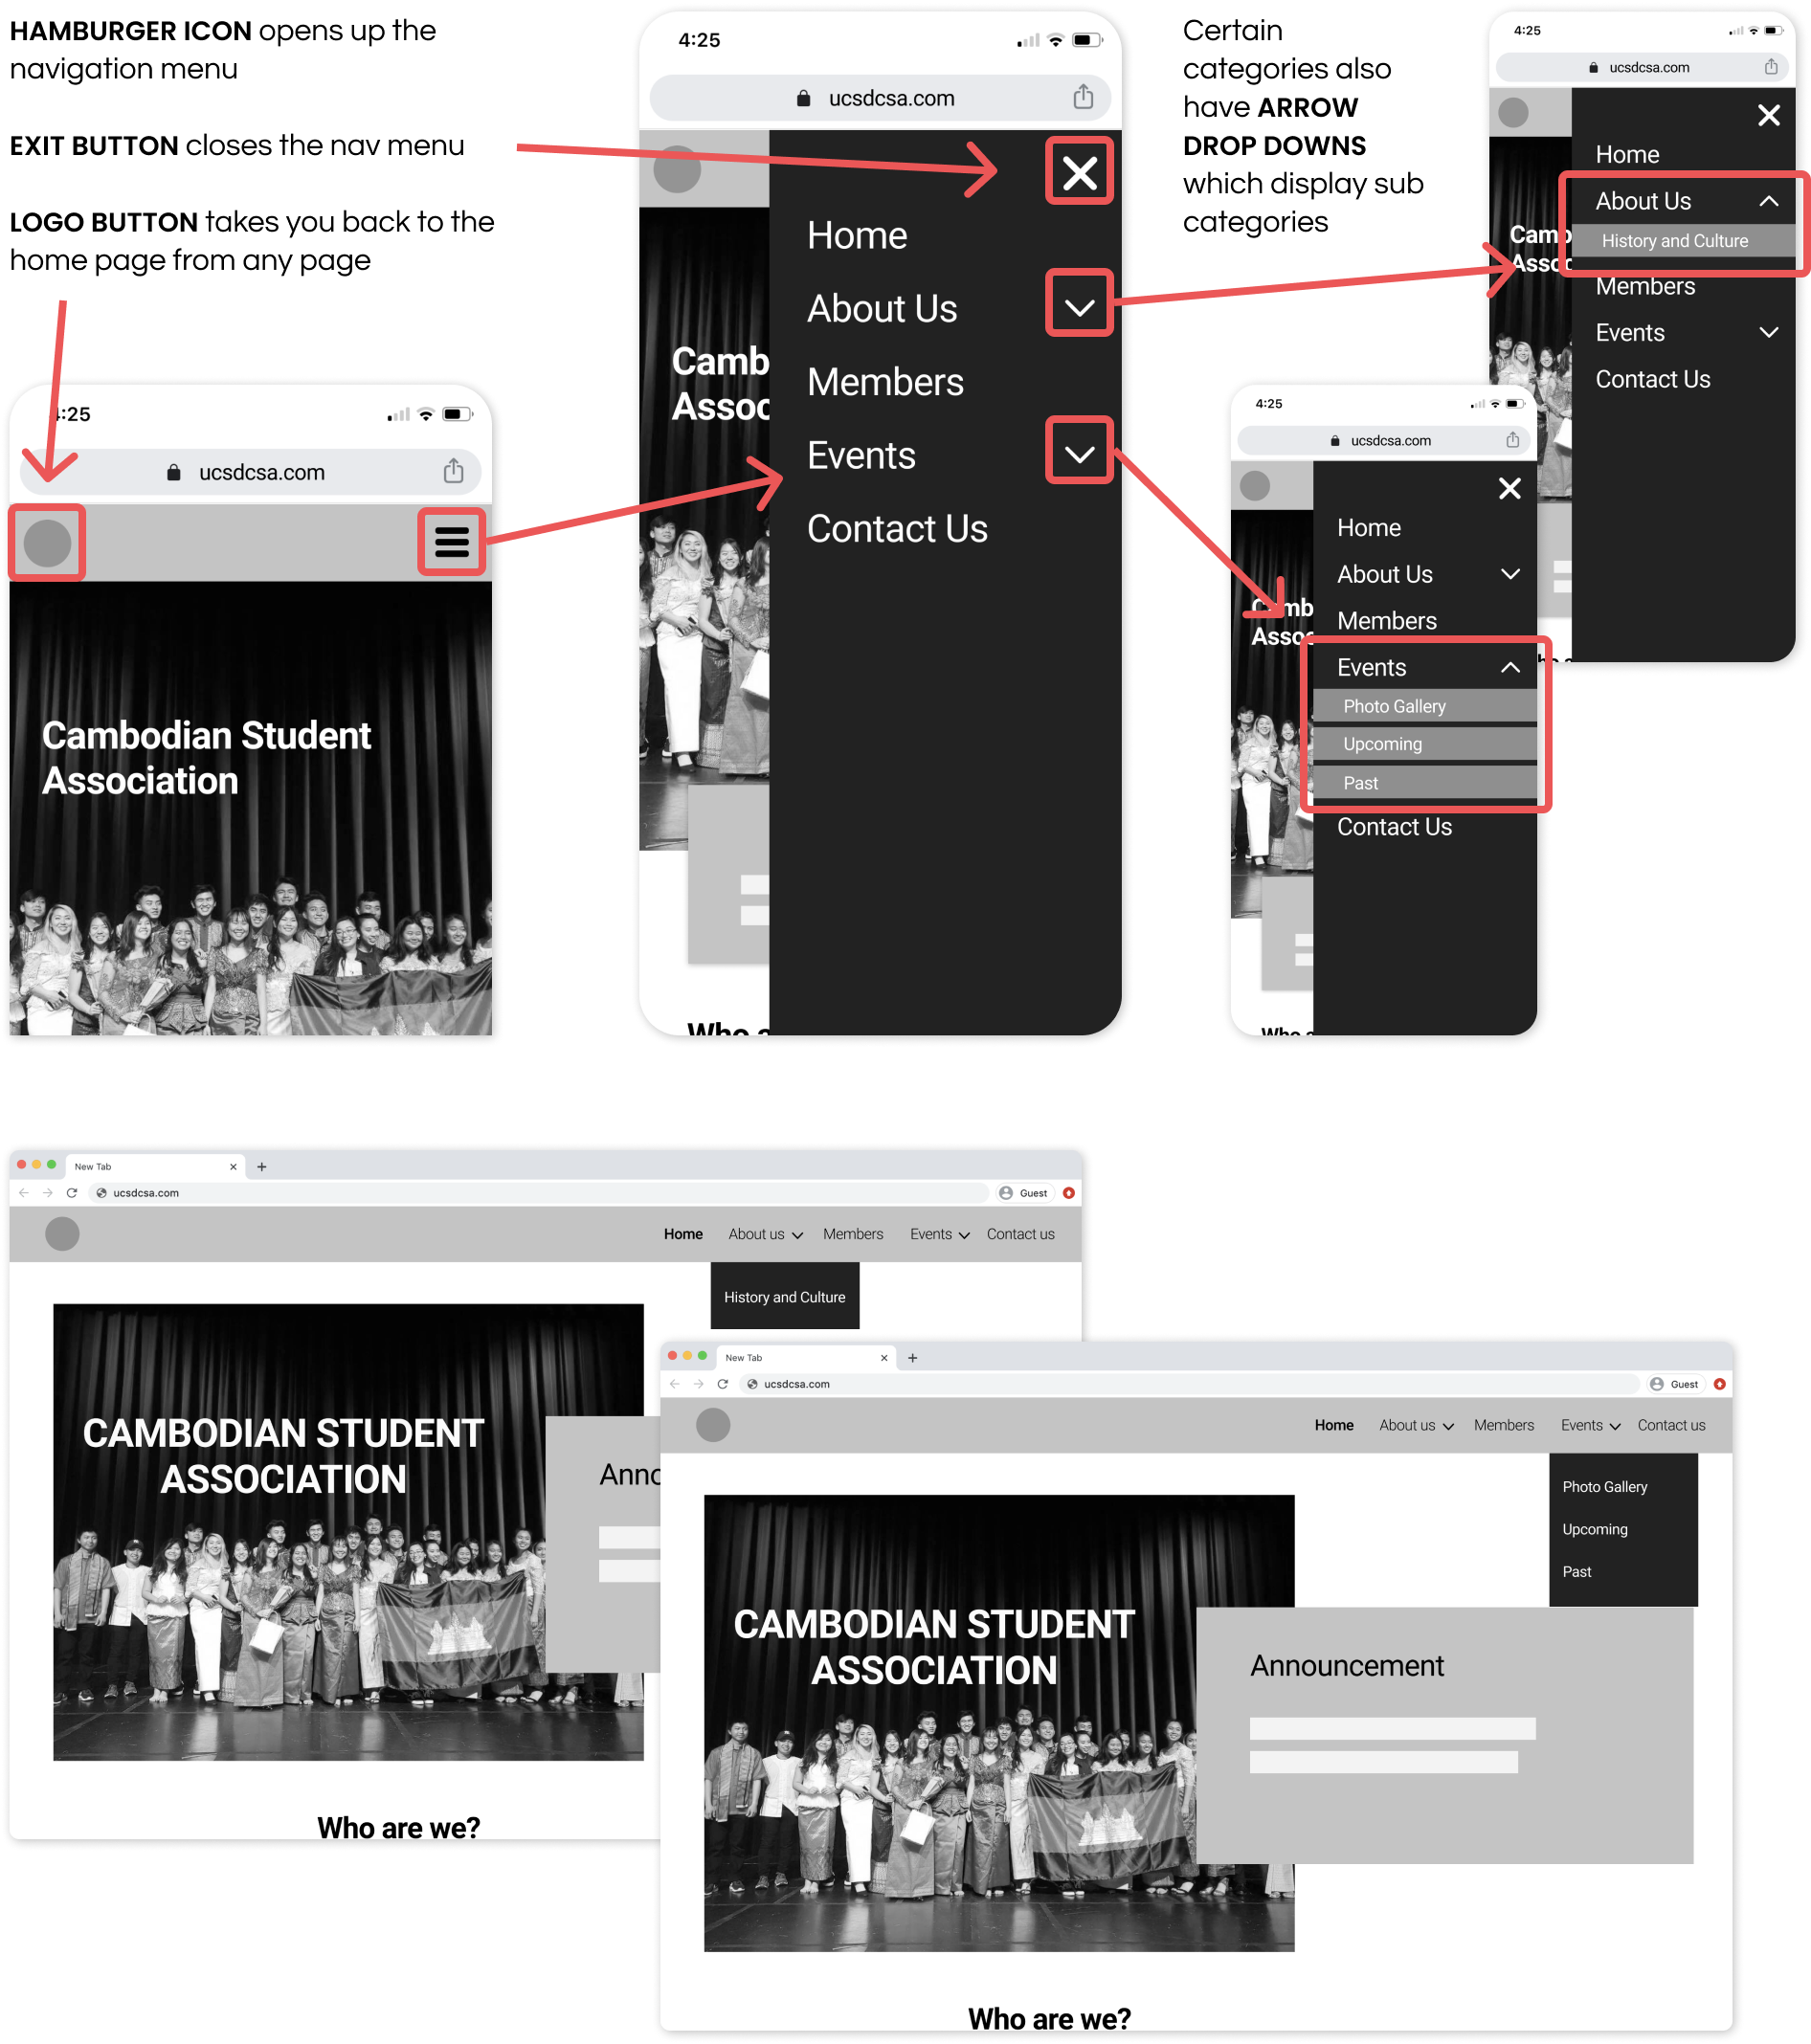 HAMBURGER ICON opens up the
navigation menu
EXIT BUTTON closes the nav menu
LOGO BUTTON takes you back to the
home page from any page
4:25
ucsdcsa.com
Cambodian Student
Association
4:25
ucsdcsa.com
Home
About Us
Members
Events
Contact Us
Camb
Assoc
Who a
Certain
categories also
have ARROW
DROP DOWNS
which display sub
categories
4:25
ucsdcsa.com
Home
About Us
History and Culture
Members
Events
Contact Us
Camb
Assoc
Who a
4:25
ucsdcsa.com
Home
About Us
Members
Events
Photo Gallery
Upcoming
Past
Contact Us
Camb
Assoc
Who a
New Tab
ucsdcsa.com
Guest
Home About us Members Events Contact us
History and Culture
CAMBODIAN STUDENT
ASSOCIATION
Anno
Who are we?
New Tab
ucsdcsa.com
Guest
Home About us Members Events Contact us
Photo Gallery
Upcoming
Past
CAMBODIAN STUDENT
ASSOCIATION
Announcement
Who are we?